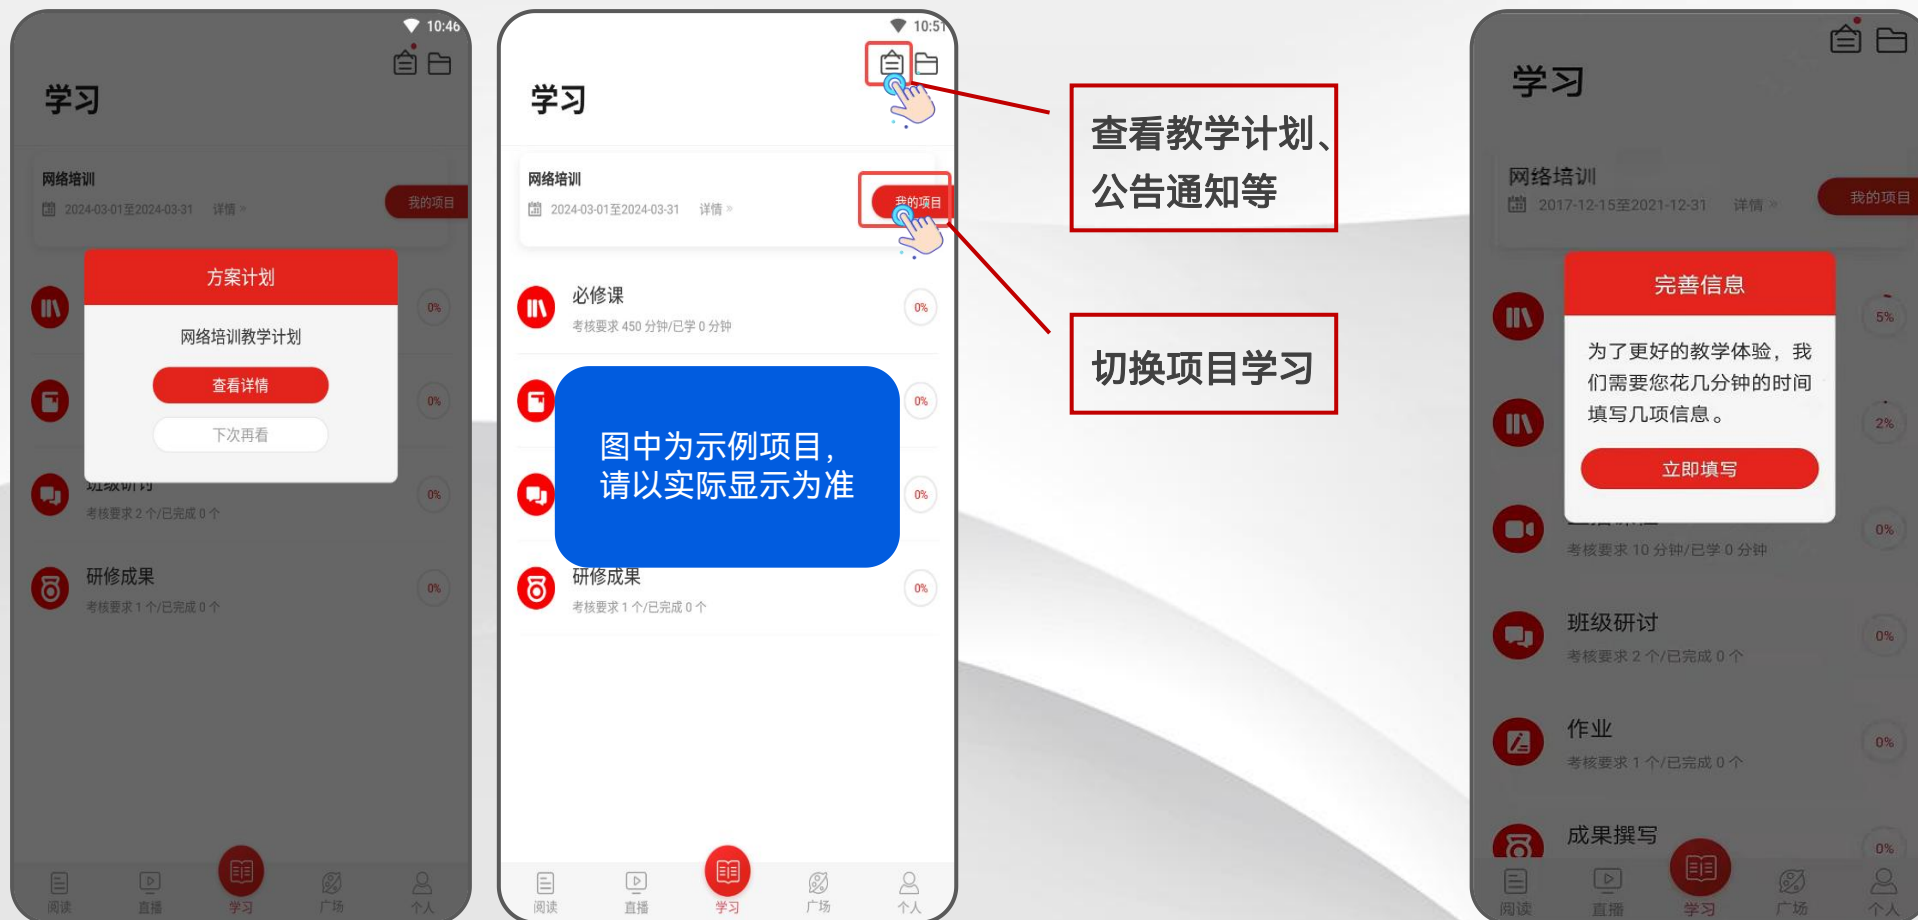 10:46
学习
网络培训
2024-03-01至2024-03-31 详情 »
我的项目
方案计划
网络培训教学计划
查看详情
下次再看
0%
0%
0%
考核要求 2 个/已完成 0 个
研修成果
考核要求 1 个/已完成 0 个
0%
阅读
直播
学习
广场
个人
10:51
学习
网络培训
2024-03-01至2024-03-31 详情 »
我的项目
必修课
考核要求 450 分钟/已学 0 分钟
0%
0%
图中为示例项目，
请以实际显示为准
0%
研修成果
考核要求 1 个/已完成 0 个
0%
阅读
直播
学习
广场
个人
查看教学计划、
公告通知等
切换项目学习
学习
网络培训
2017-12-15至2021-12-31 详情 »
我的项目
完善信息
为了更好的教学体验，我
们需要您花几分钟的时间
填写几项信息。
立即填写
5%
2%
考核要求 10 分钟/已学 0 分钟
0%
班级研讨
考核要求 2 个/已完成 0 个
0%
作业
考核要求 1 个/已完成 0 个
0%
成果撰写
0%
阅读
直播
学习
广场
个人